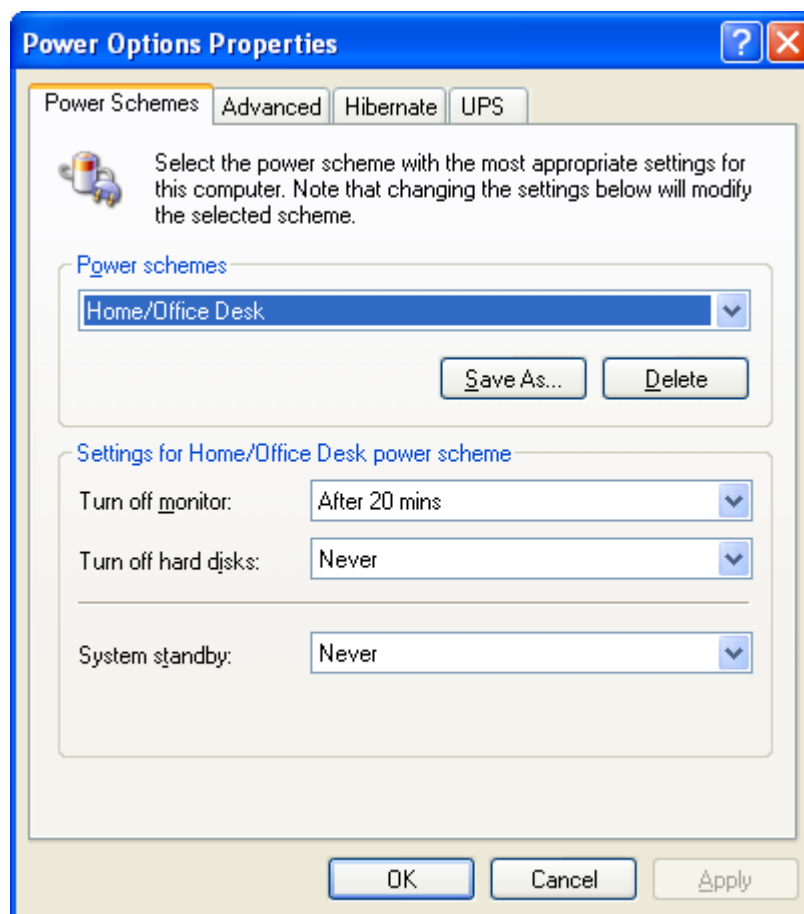 Power Options Properties
Power Schemes Advanced Hibernate UPS
Select the power scheme with the most appropriate settings for
this computer. Note that changing the settings below will modify
the selected scheme.
Power schemes
Home/Office Desk
Save As... Delete
Settings for Home/Office Desk power scheme
Turn off monitor: After 20 mins
Turn off hard disks: Never
System standby: Never
OK Cancel Apply